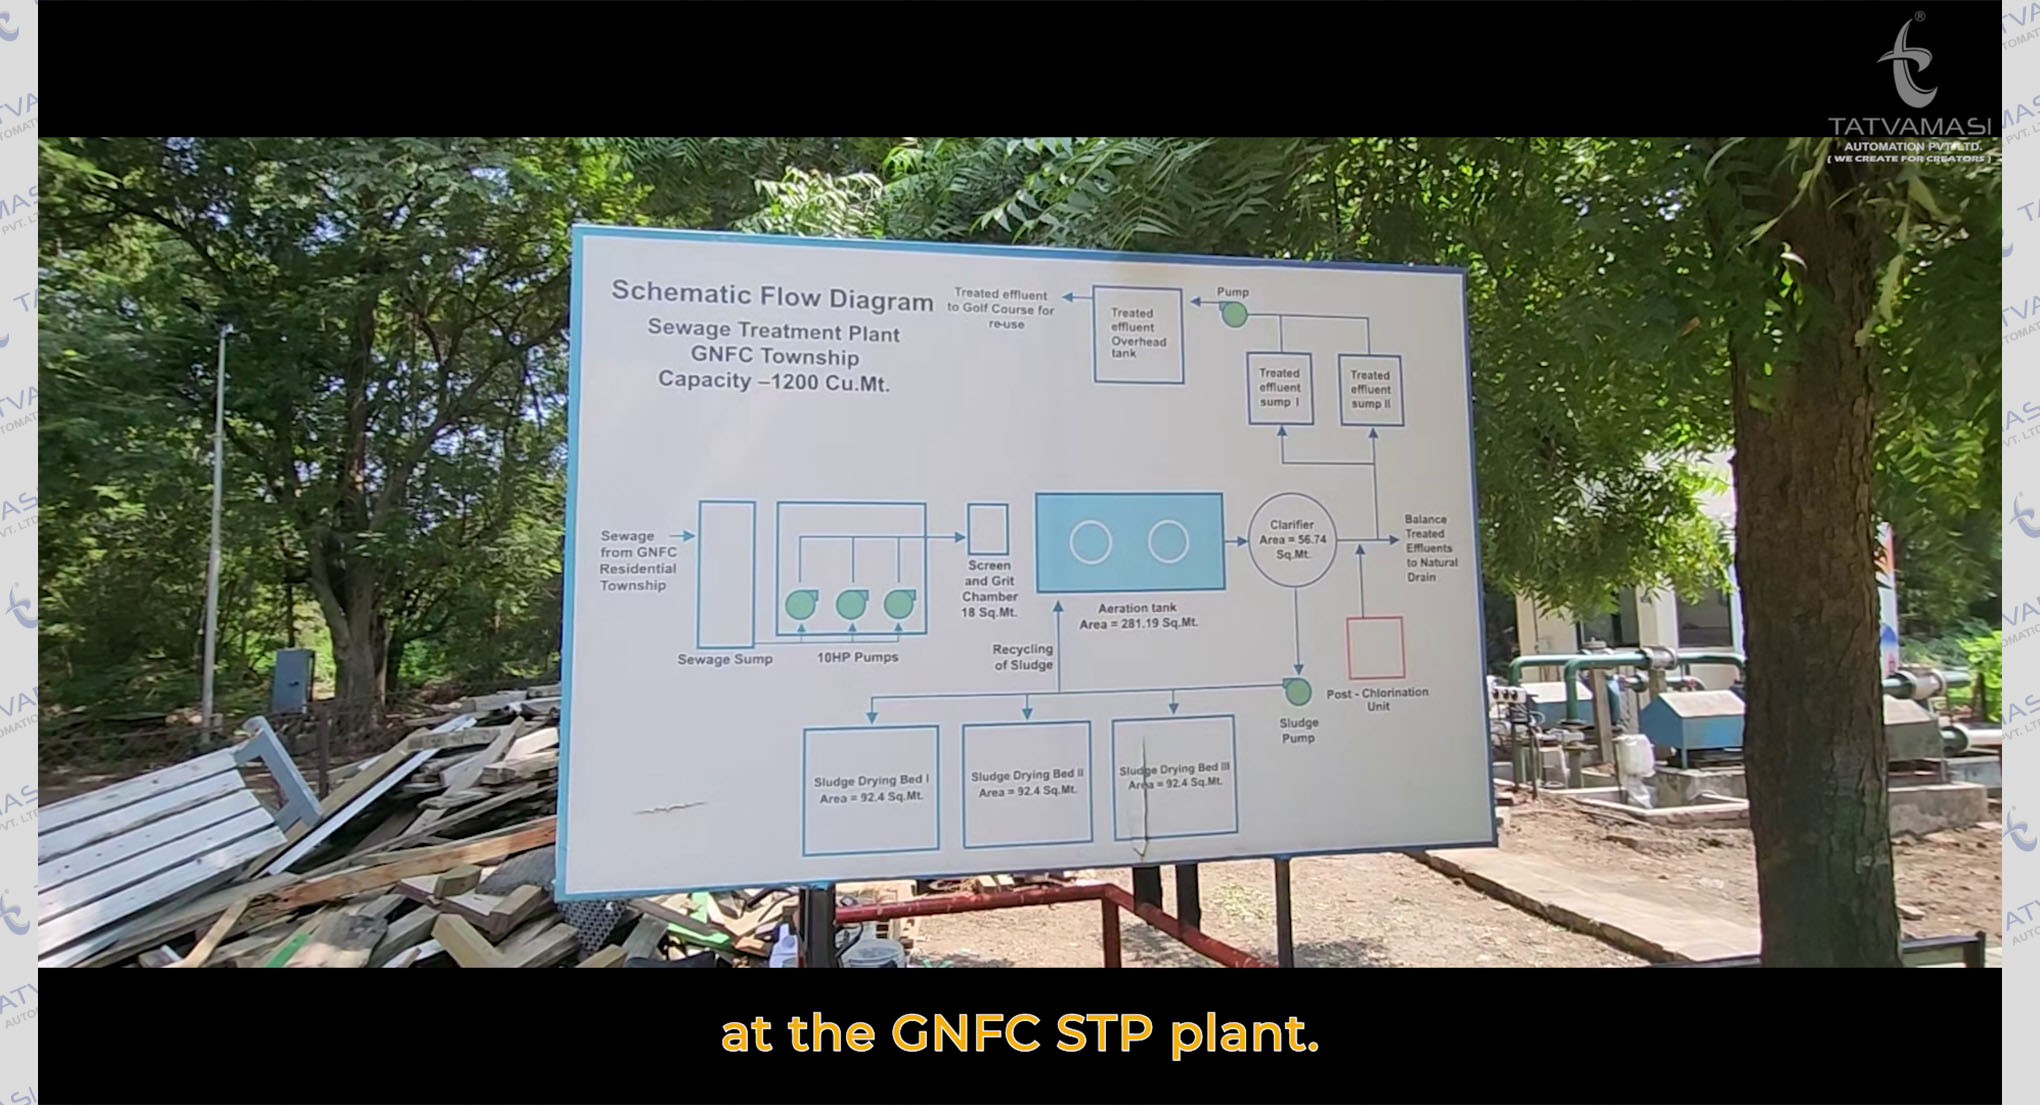 ®
TATVAMASI
AUTOMATION PVT. LTD.
( WE CREATE FOR CREATORS )
Schematic Flow Diagram
Sewage Treatment Plant
GNFC Township
Capacity –1200 Cu.Mt.
Treated effluent
to Golf Course for
re-use
Treated
effluent
Overhead
tank
Pump
Treated
effluent
sump I
Treated
effluent
sump II
Sewage
from GNFC
Residential
Township
Sewage Sump
10HP Pumps
Screen
and Grit
Chamber
18 Sq.Mt.
Aeration tank
Area = 281.19 Sq.Mt.
Clarifier
Area = 56.74
Sq.Mt.
Balance
Treated
Effluents
to Natural
Drain
Recycling
of Sludge
Sludge
Pump
Post - Chlorination
Unit
Sludge Drying Bed I
Area = 92.4 Sq.Mt.
Sludge Drying Bed II
Area = 92.4 Sq.Mt.
Sludge Drying Bed III
Area = 92.4 Sq.Mt.
at the GNFC STP plant.